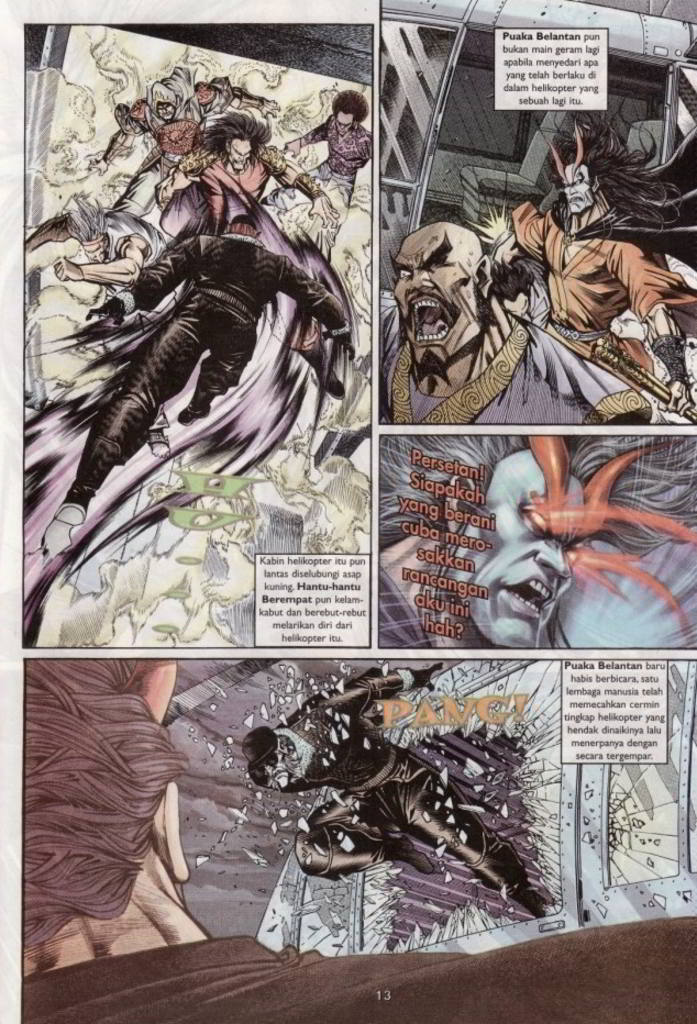 HU...
Kabin helikopter itu pun
lantas diselubungi asap
kuning. Hantu-hantu
Berempat pun kelam-
kabut dan berebut-rebut
melarikan diri dari
helikopter itu.
Puaka Belantan pun
bukan main geram lagi
apabila menyedari apa
yang telah berlaku di
dalam helikopter yang
sebuah lagi itu.
Persetan!
Siapakah
yang berani
cuba mero-
sakkan
rancangan
aku ini
hah?
PANG!
Puaka Belantan baru
habis berbicara, satu
lembaga manusia telah
memecahkan cermin
tingkap helikopter yang
hendak dinaikinya lalu
menerpanya dengan
secara tergempar.
13